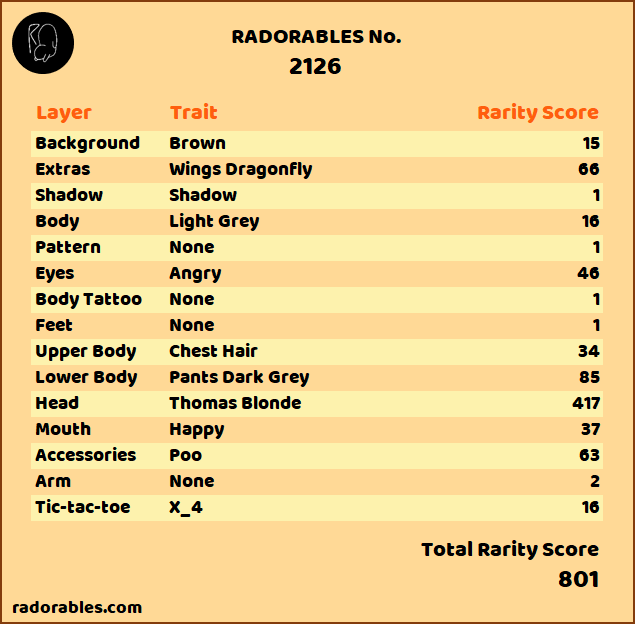 RADORABLES No.
2126
Layer Trait Rarity Score
Background Brown 15
Extras Wings Dragonfly 66
Shadow Shadow 1
Body Light Grey 16
Pattern None 1
Eyes Angry 46
Body Tattoo None 1
Feet None 1
Upper Body Chest Hair 34
Lower Body Pants Dark Grey 85
Head Thomas Blonde 417
Mouth Happy 37
Accessories Poo 63
Arm None 2
Tic-tac-toe X_4 16
Total Rarity Score
801
radorables.com